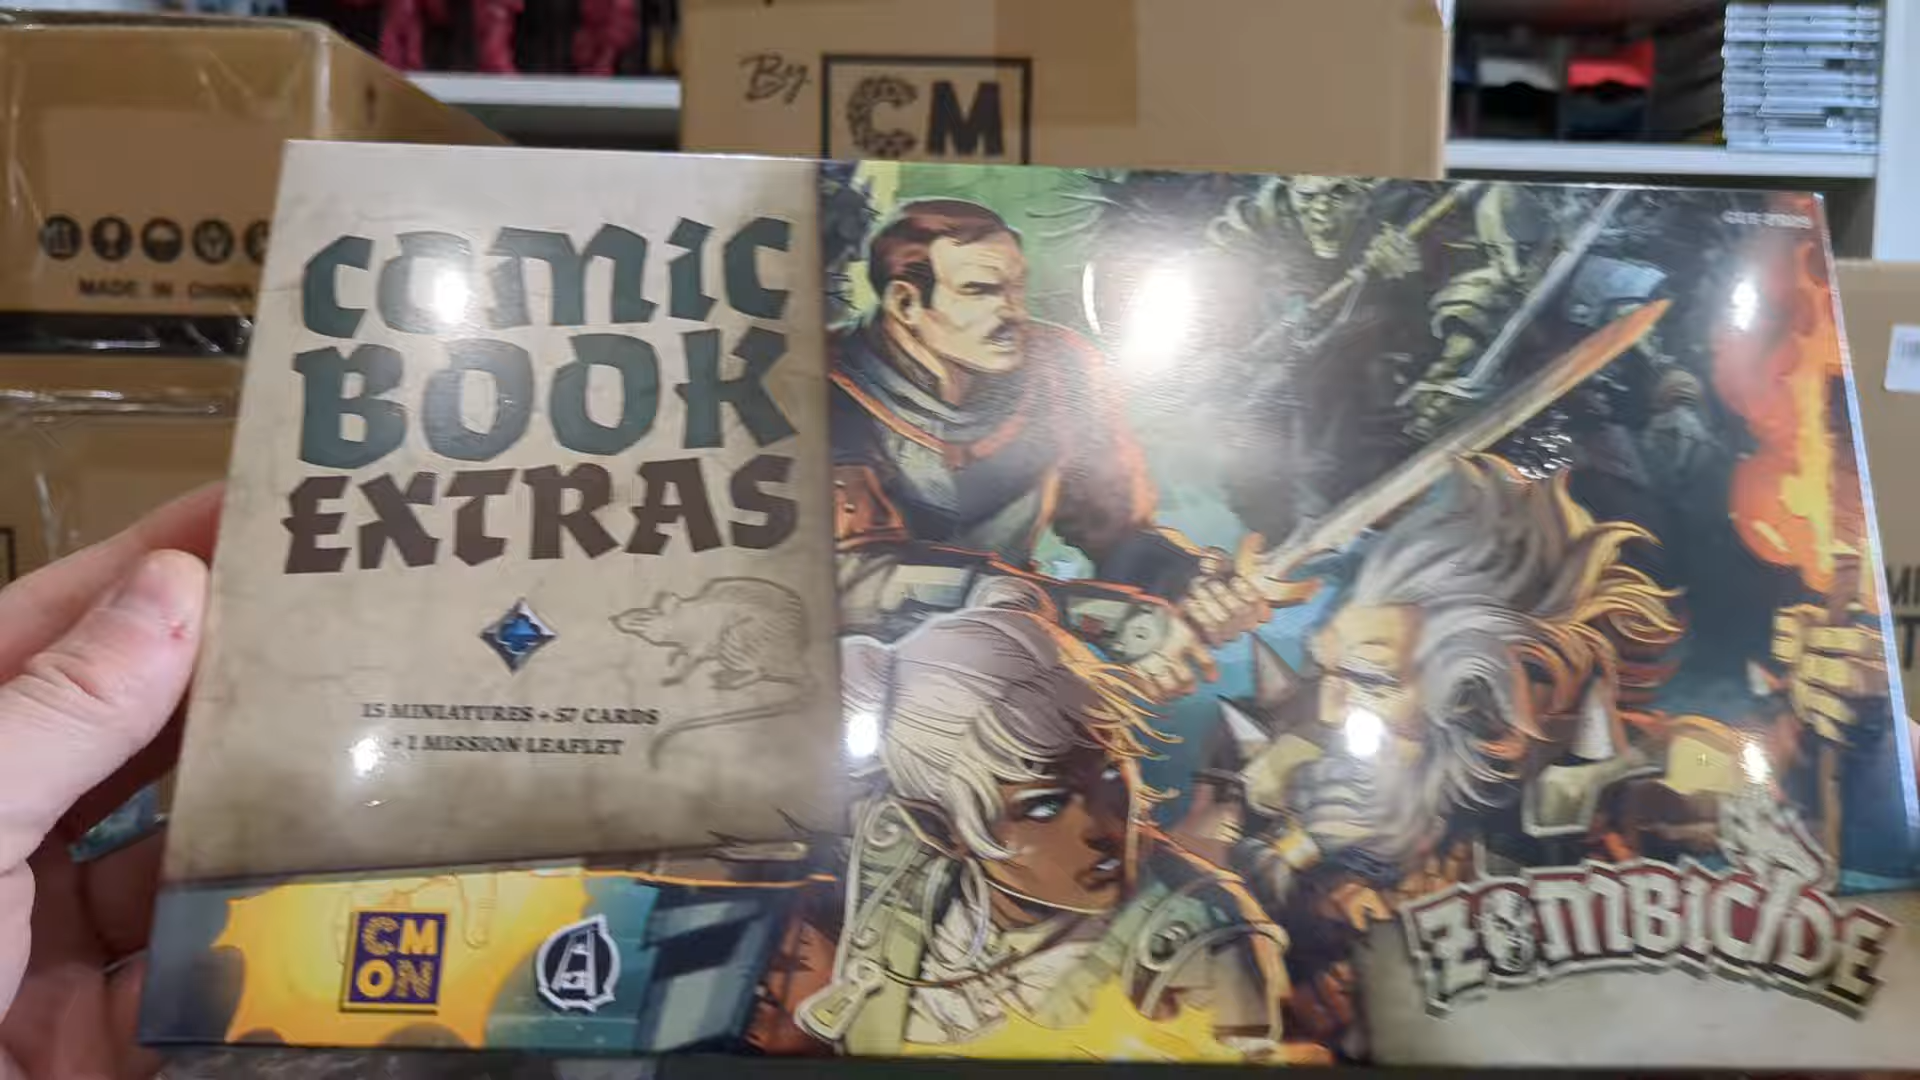 By
CM
MADE IN CHINA
COMIC
BOOK
EXTRAS
15 MINIATURES + 57 CARDS
+ 1 MISSION LEAFLET
CM
ON
ZOMBICIDE